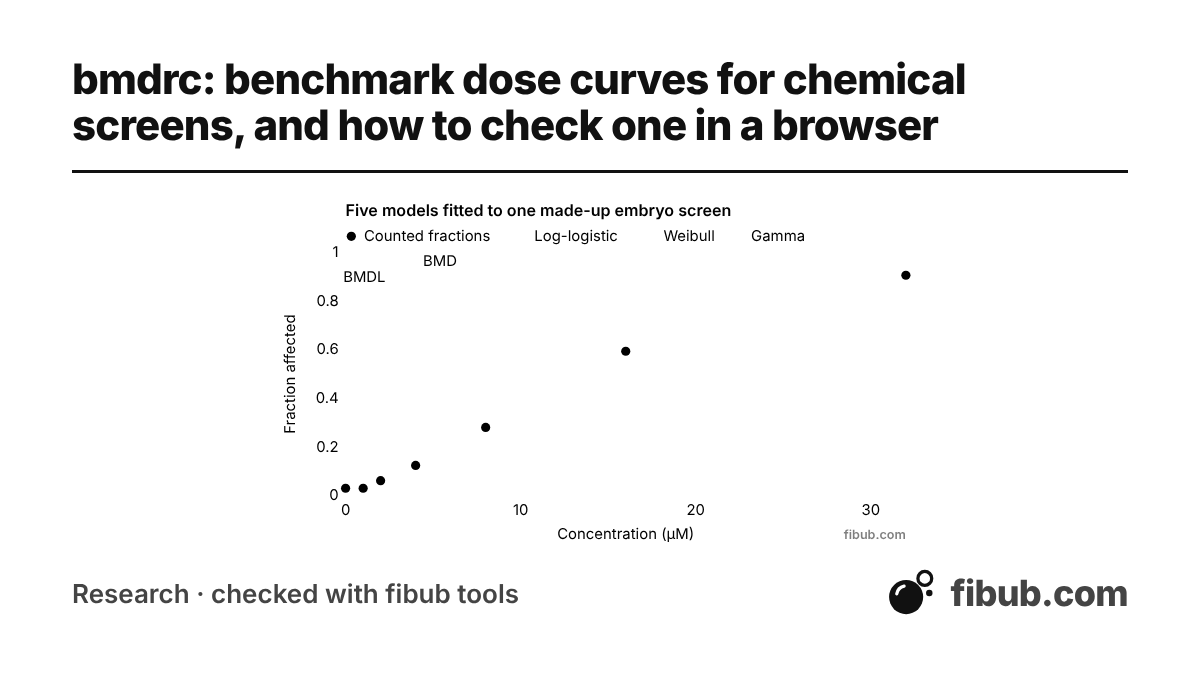 bmdrc: benchmark dose curves for chemical
screens, and how to check one in a browser
Five models fitted to one made-up embryo screen
Counted fractions Log-logistic Weibull Gamma
BMD
BMDL
1
0.8
0.6
0.4
0.2
0
Fraction affected
0 10 20 30
Concentration (µM)
fibub.com
Research · checked with fibub tools
fibub.com